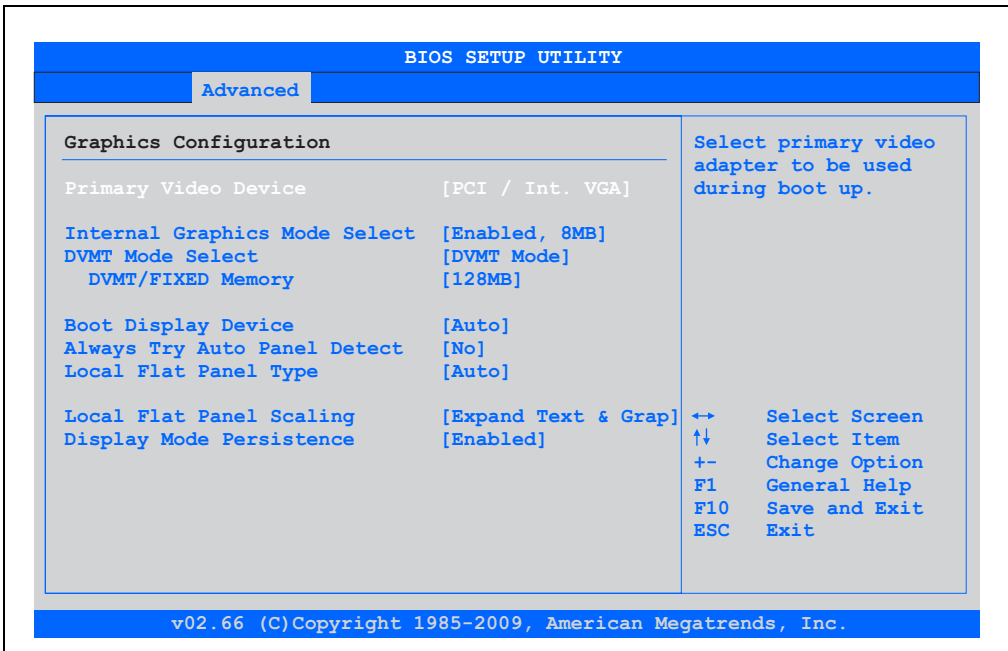 BIOS SETUP UTILITY
Advanced
Graphics Configuration
Primary Video Device [PCI / Int. VGA]
Internal Graphics Mode Select [Enabled, 8MB]
DVMT Mode Select [DVMT Mode]
DVMT/FIXED Memory [128MB]
Boot Display Device [Auto]
Always Try Auto Panel Detect [No]
Local Flat Panel Type [Auto]
Local Flat Panel Scaling [Expand Text & Grap]
Display Mode Persistence [Enabled]
Select primary video
adapter to be used
during boot up.
↔ Select Screen
↑↓ Select Item
+- Change Option
F1 General Help
F10 Save and Exit
ESC Exit
v02.66 (C)Copyright 1985-2009, American Megatrends, Inc.